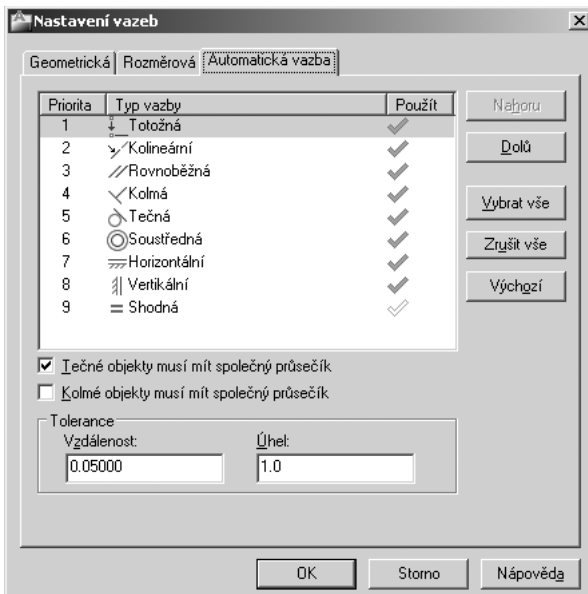 Nastavení vazeb
Geometrická Rozměrová Automatická vazba
Priorita Typ vazby Použít
1 Totožná
2 Kolineární
3 Rovnoběžná
4 Kolmá
5 Tečná
6 Soustředná
7 Horizontální
8 Vertikální
9 Shodná
Nahoru
Dolů
Vybrat vše
Zrušit vše
Výchozí
Tečné objekty musí mít společný průsečík
Kolmé objekty musí mít společný průsečík
Tolerance
Vzdálenost: Úhel:
0.05000 1.0
OK Storno Nápověda